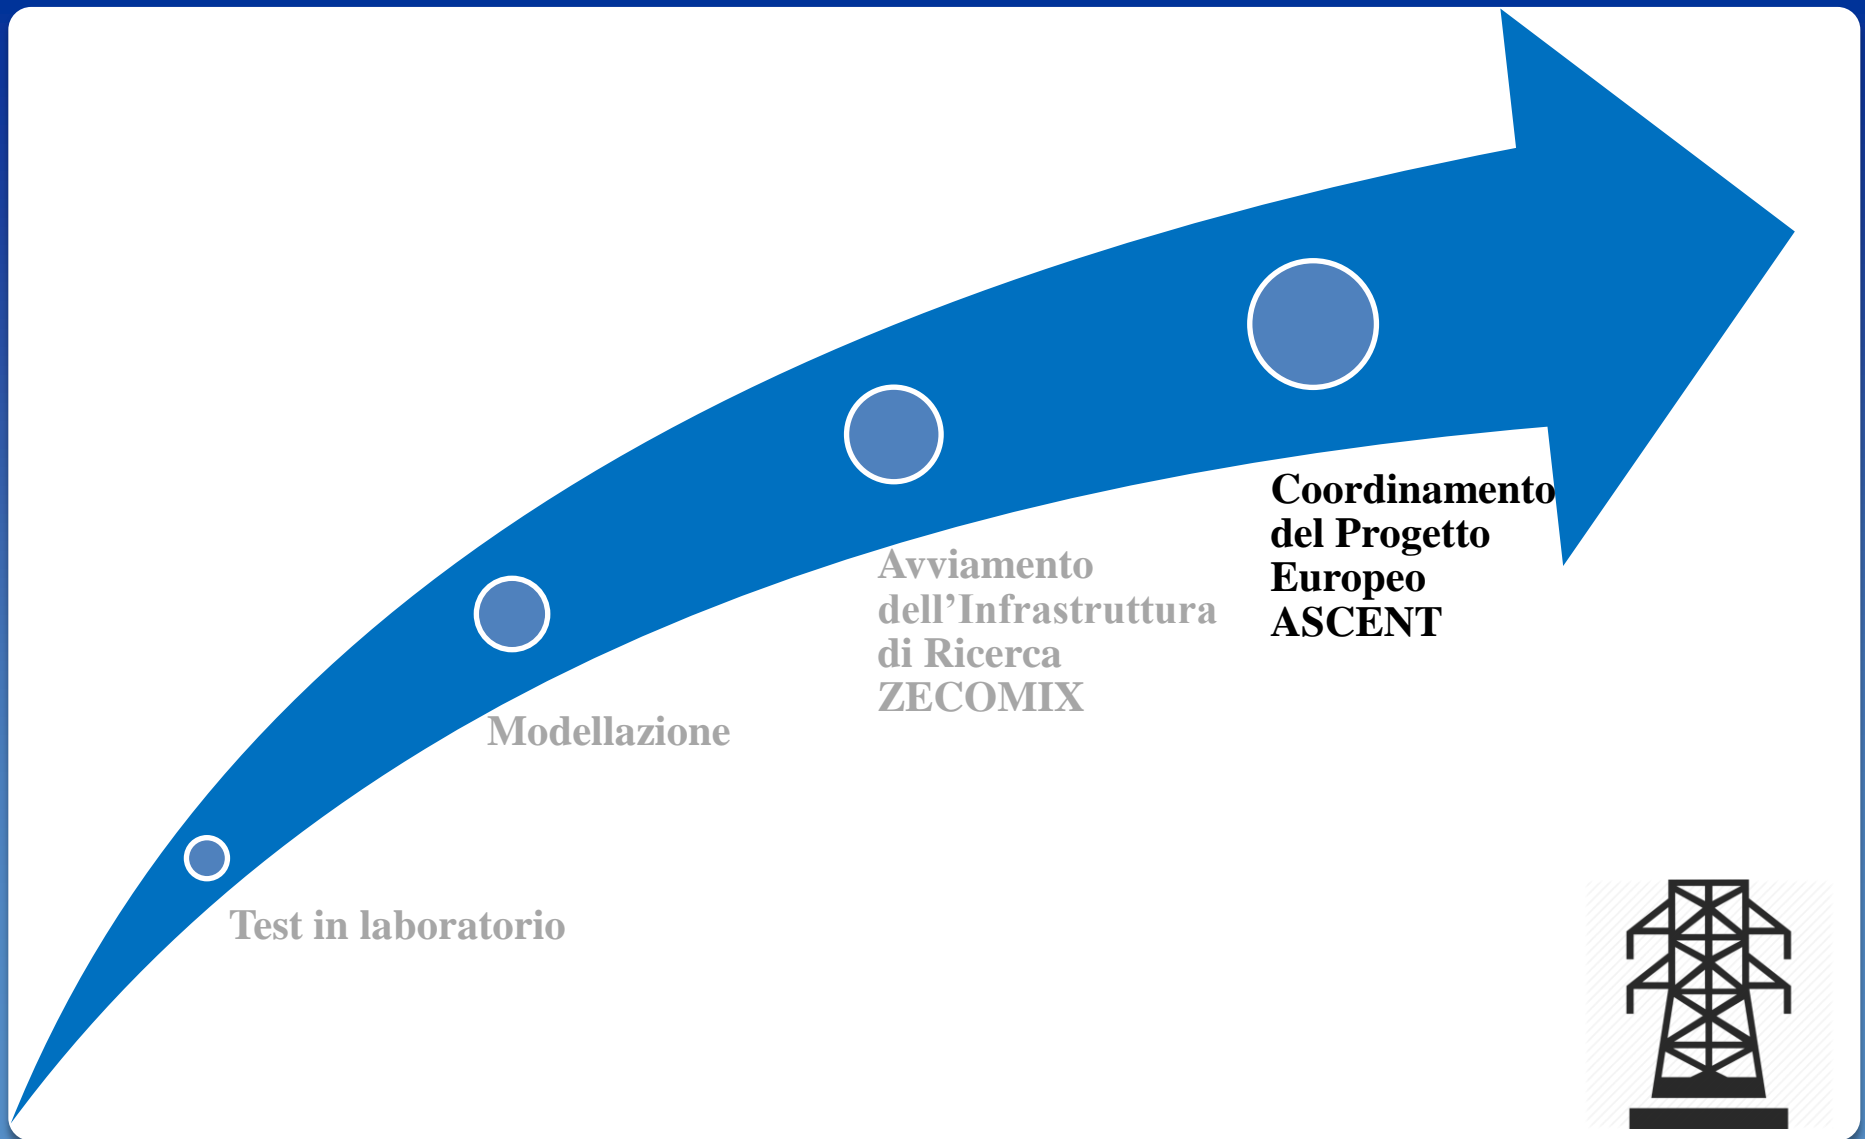 Test in laboratorio
Modellazione
Avviamento
dell’Infrastruttura
di Ricerca
ZECOMIX
Coordinamento
del Progetto
Europeo
ASCENT